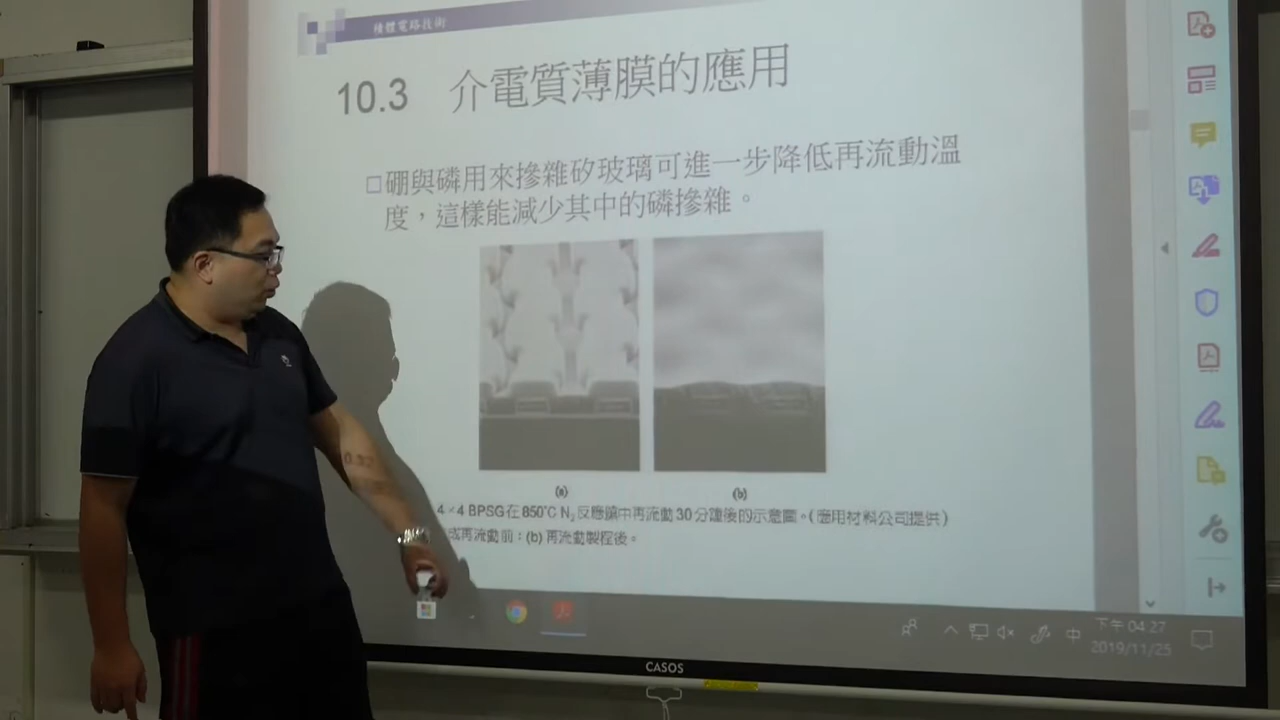 積體電路技術
10.3 介電質薄膜的應用
□硼與磷用來摻雜矽玻璃可進一步降低再流動溫
度，這樣能減少其中的磷摻雜。
(a) (b)
4×4 BPSG在850°C N₂反應爐中再流動30分鐘後的示意圖。(應用材料公司提供)
成再流動前；(b) 再流動製程後。
中
下午 04:27
2019/11/25
CASOS